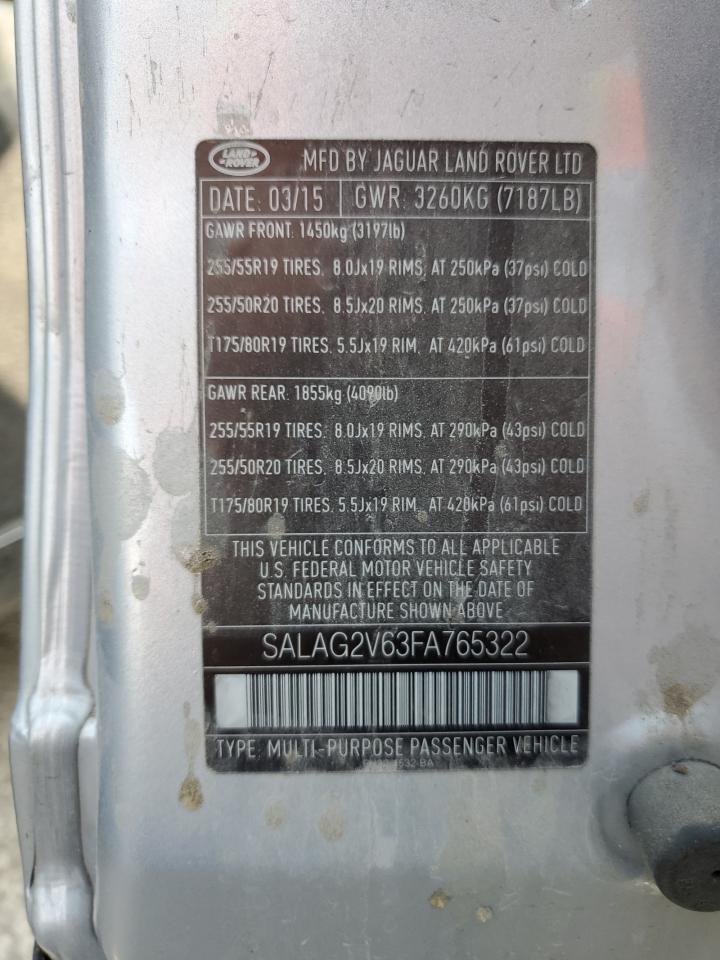 LAND ROVER MFD BY JAGUAR LAND ROVER LTD
DATE: 03/15 GWR: 3260KG (7187LB)
GAWR FRONT: 1450kg (3197lb)
255/55R19 TIRES, 8.0Jx19 RIMS, AT 250kPa (37psi) COLD
255/50R20 TIRES, 8.5Jx20 RIMS, AT 250kPa (37psi) COLD
T175/80R19 TIRES, 5.5Jx19 RIM, AT 420kPa (61psi) COLD
GAWR REAR: 1855kg (4090lb)
255/55R19 TIRES, 8.0Jx19 RIMS, AT 290kPa (43psi) COLD
255/50R20 TIRES, 8.5Jx20 RIMS, AT 290kPa (43psi) COLD
T175/80R19 TIRES, 5.5Jx19 RIM, AT 420kPa (61psi) COLD
THIS VEHICLE CONFORMS TO ALL APPLICABLE
U.S. FEDERAL MOTOR VEHICLE SAFETY
STANDARDS IN EFFECT ON THE DATE OF
MANUFACTURE SHOWN ABOVE
SALAG2V63FA765322
TYPE: MULTI-PURPOSE PASSENGER VEHICLE